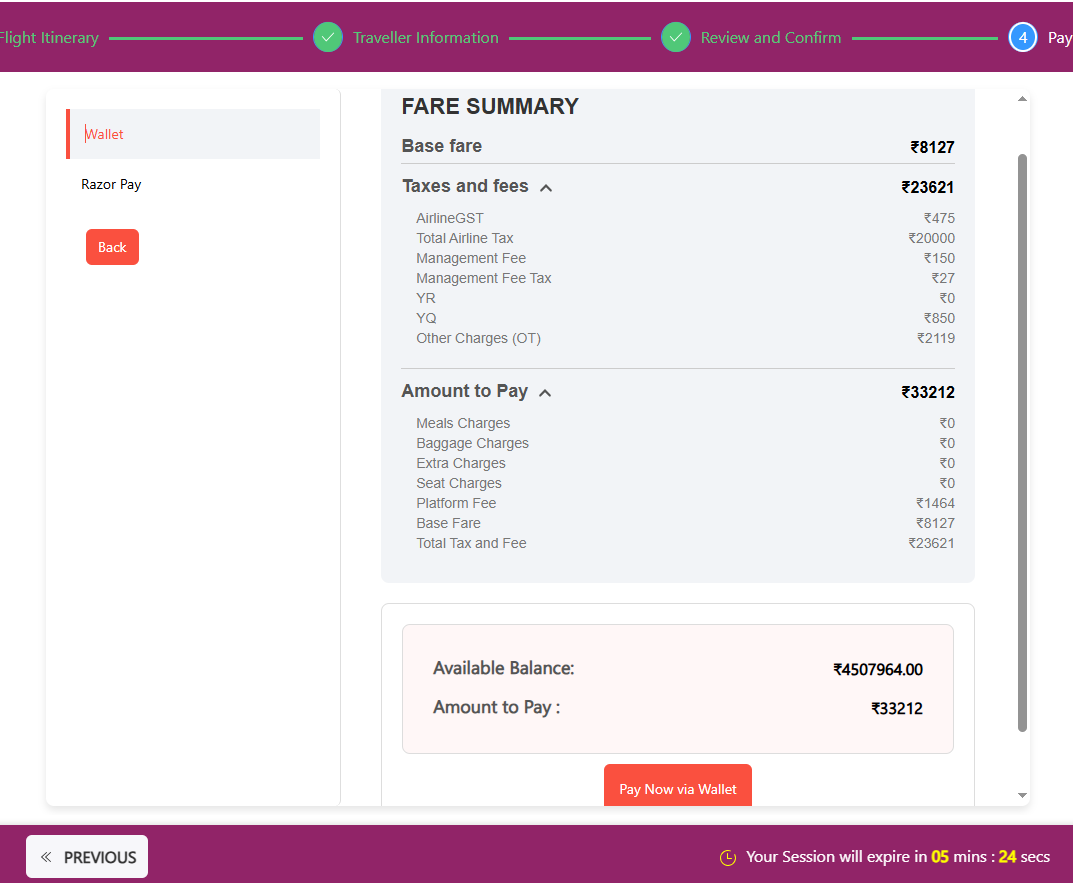 Flight Itinerary
Traveller Information
Review and Confirm
4 Pay
Wallet
Razor Pay
Back
FARE SUMMARY
Base fare ₹8127
Taxes and fees ₹23621
AirlineGST ₹475
Total Airline Tax ₹20000
Management Fee ₹150
Management Fee Tax ₹27
YR ₹0
YQ ₹850
Other Charges (OT) ₹2119
Amount to Pay ₹33212
Meals Charges ₹0
Baggage Charges ₹0
Extra Charges ₹0
Seat Charges ₹0
Platform Fee ₹1464
Base Fare ₹8127
Total Tax and Fee ₹23621
Available Balance: ₹4507964.00
Amount to Pay : ₹33212
Pay Now via Wallet
PREVIOUS
Your Session will expire in 05 mins : 24 secs